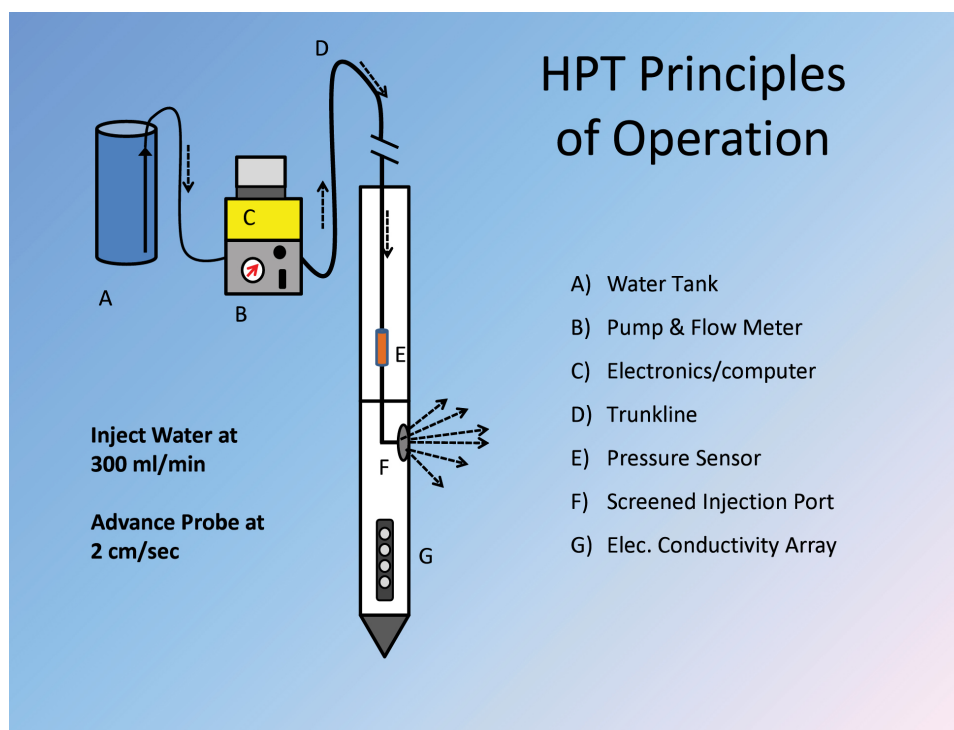 HPT Principles
of Operation
D
C
A
B
E
F
G
Inject Water at
300 ml/min
Advance Probe at
2 cm/sec
A) Water Tank
B) Pump & Flow Meter
C) Electronics/computer
D) Trunkline
E) Pressure Sensor
F) Screened Injection Port
G) Elec. Conductivity Array